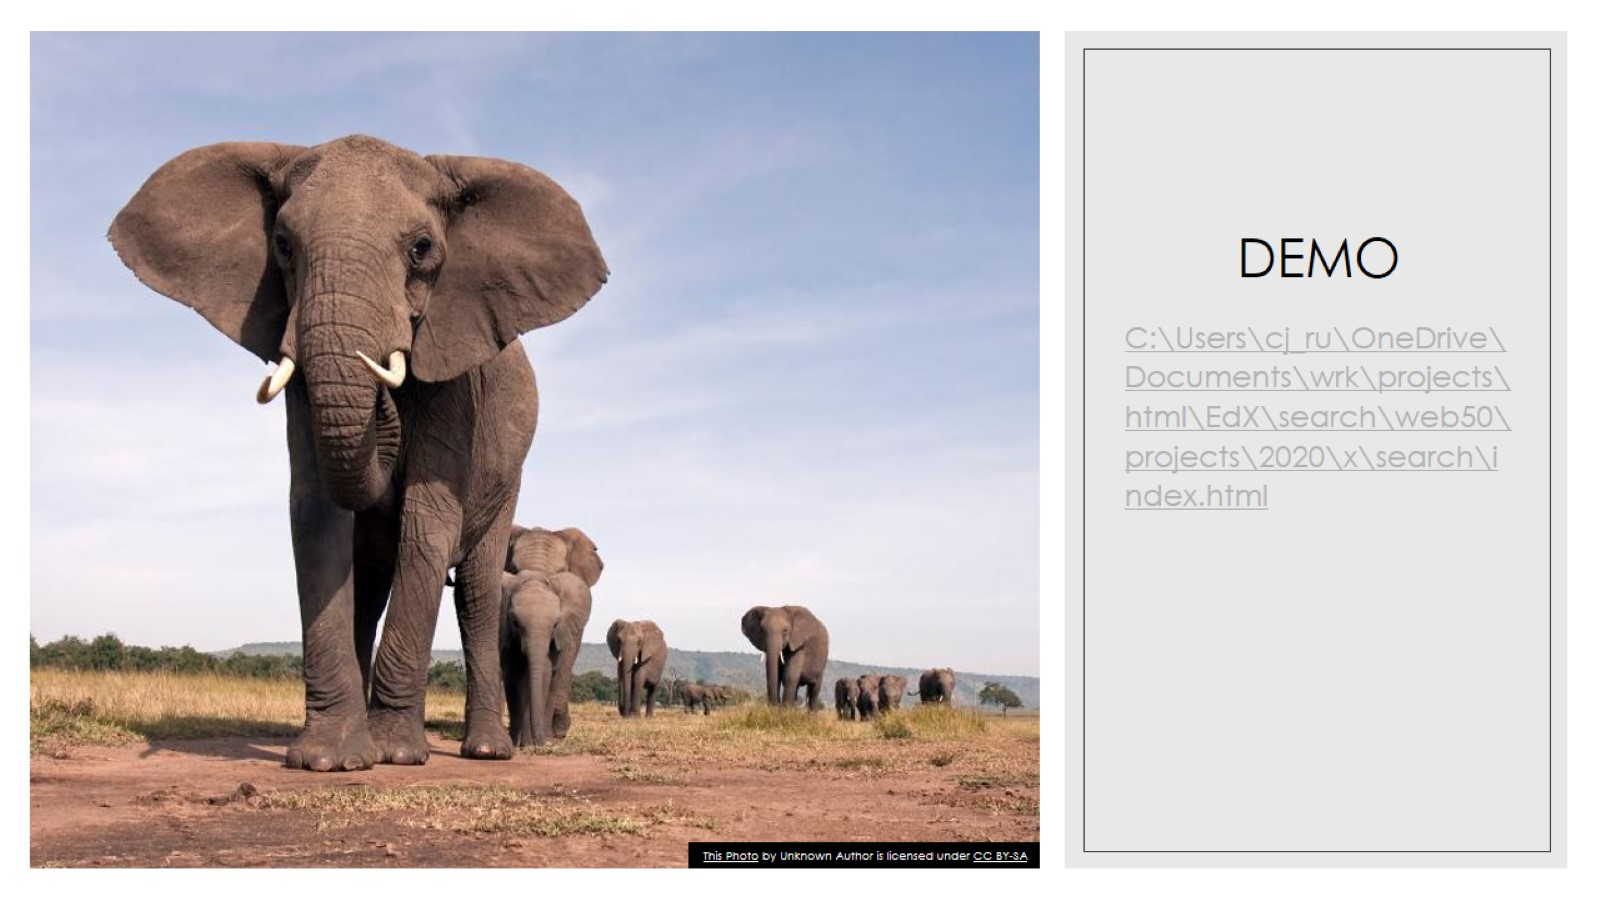 DEMO
C:\Users\cj_ru\OneDrive\
Documents\wrk\projects\
html\EdX\search\web50\
projects\2020\x\search\i
ndex.html
This Photo by Unknown Author is licensed under CC BY-SA